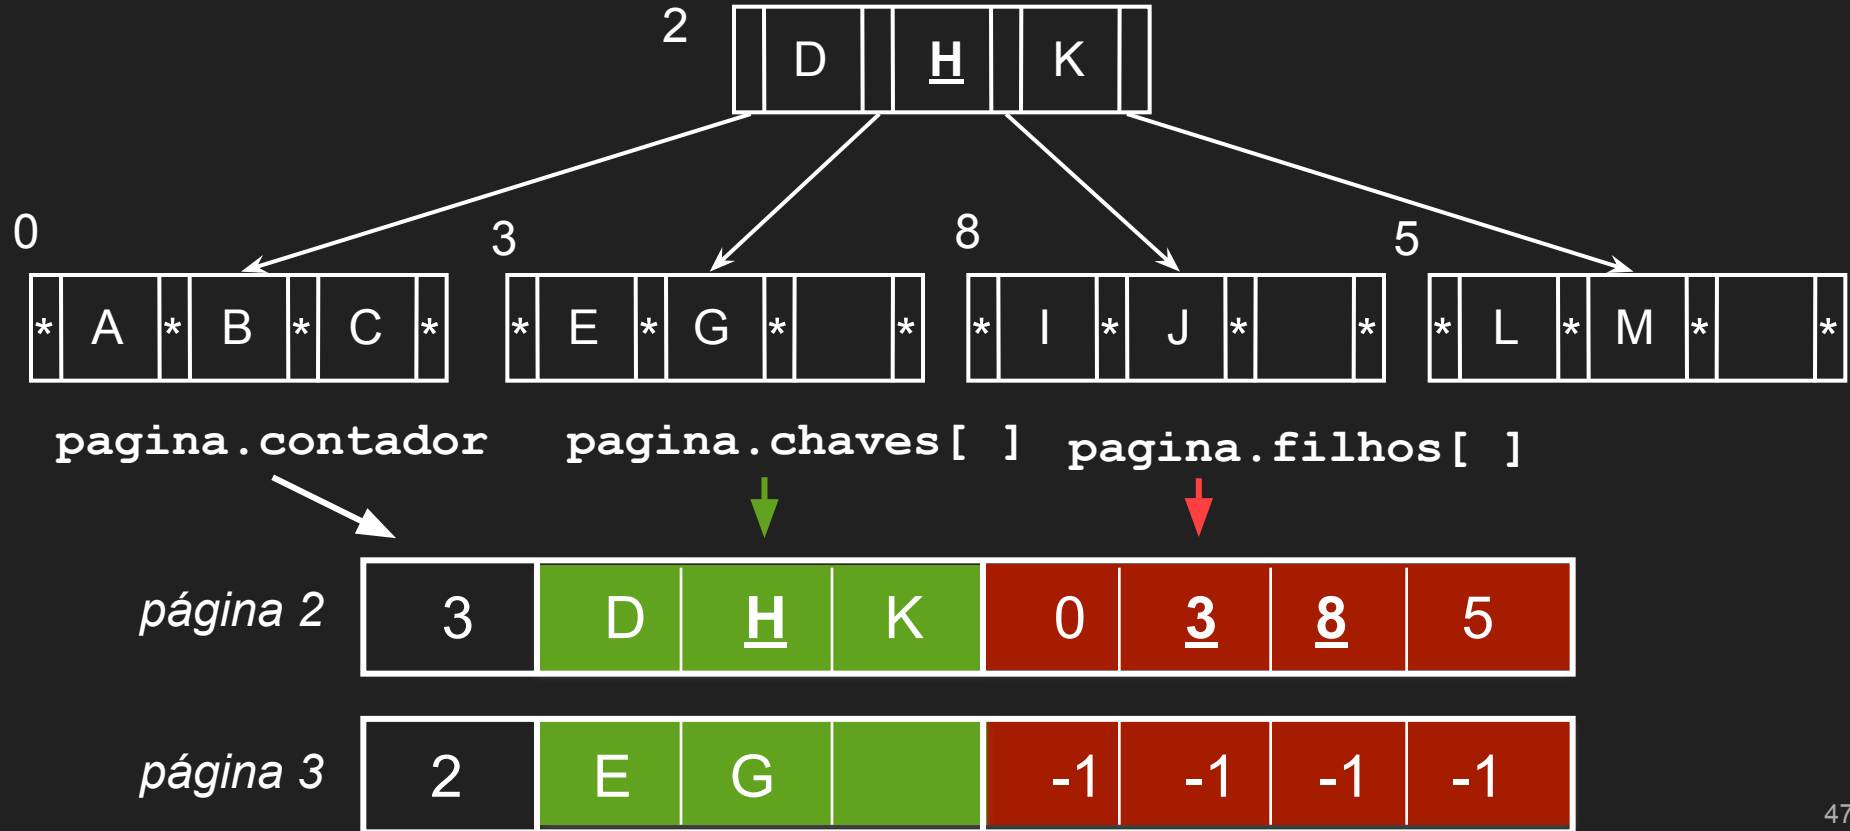 2 D H K
0 3 8 5
* A * B * C * * E * G * * * I * J * * * L * M * *
pagina.contador pagina.chaves[ ] pagina.filhos[ ]
página 2 3 D H K 0 3 8 5
página 3 2 E G -1 -1 -1 -1
47